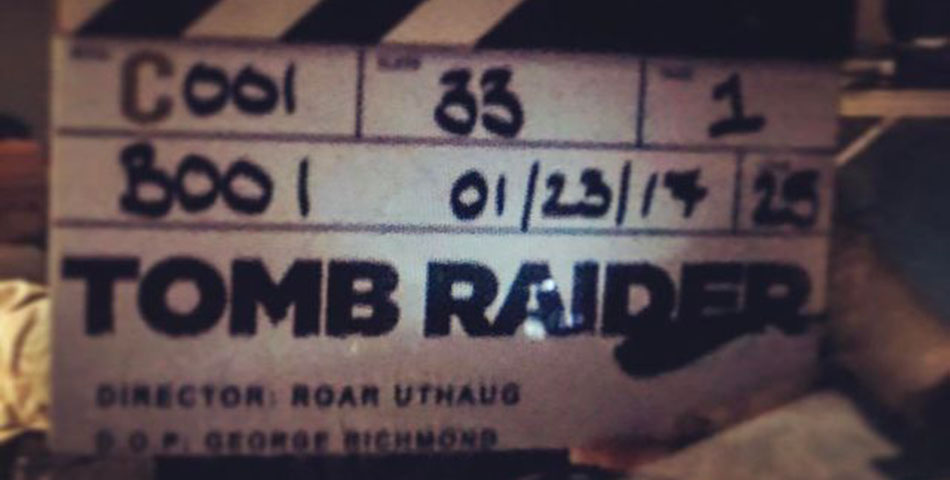 C001 33 1
B001 01/23/17 25
TOMB RAIDER
DIRECTOR: ROAR UTHAUG
D.O.P: GEORGE RICHMOND